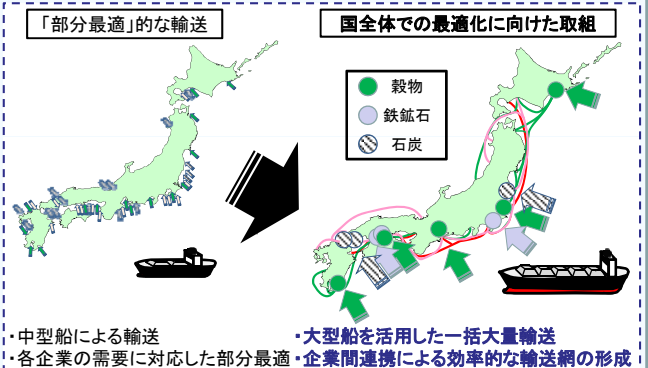 「部分最適」的な輸送
国全体での最適化に向けた取組
穀物
鉄鉱石
石炭
・中型船による輸送
・各企業の需要に対応した部分最適
・大型船を活用した一括大量輸送
・企業間連携による効率的な輸送網の形成